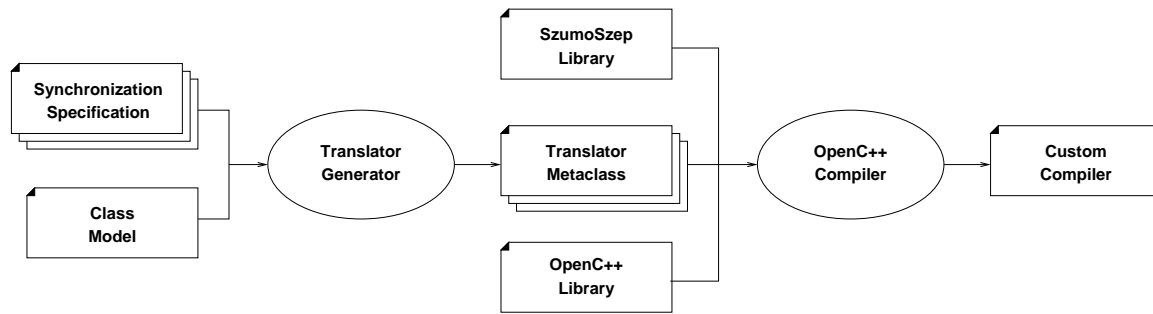 Synchronization
Specification
Class
Model
Translator
Generator
SzumoSzep
Library
Translator
Metaclass
OpenC++
Library
OpenC++
Compiler
Custom
Compiler